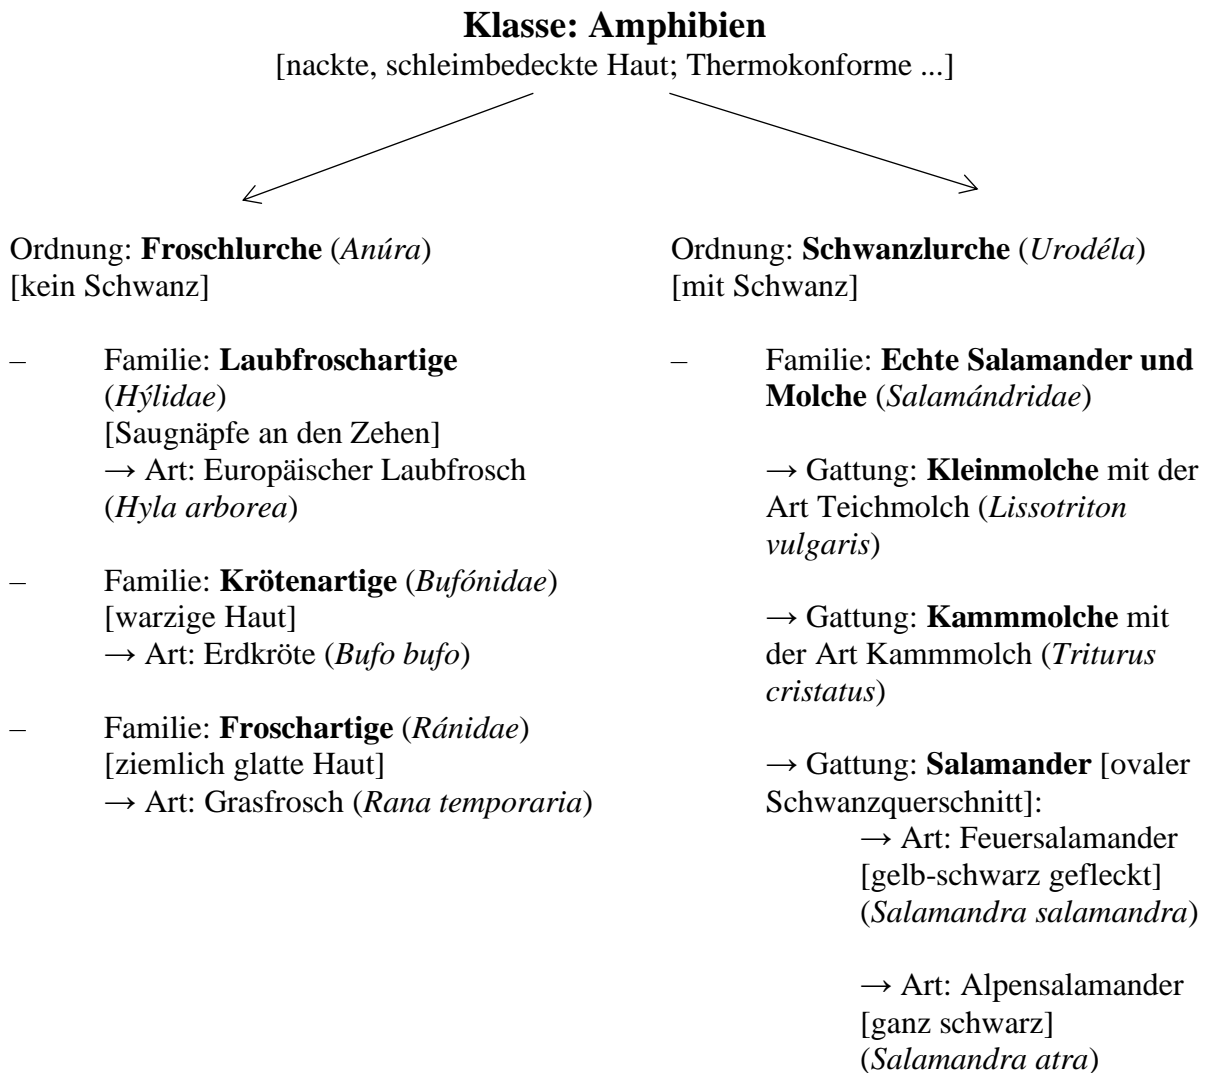 Klasse: Amphibien
[nackte, schleimbedeckte Haut; Thermokonforme ...]
Ordnung: Froschlurche (Anúra)
[kein Schwanz]
– Familie: Laubfroschartige
(Hýlidae)
[Saugnäpfe an den Zehen]
→ Art: Europäischer Laubfrosch
(Hyla arborea)
– Familie: Krötenartige (Bufónidae)
[warzige Haut]
→ Art: Erdkröte (Bufo bufo)
– Familie: Froschartige (Ránidae)
[ziemlich glatte Haut]
→ Art: Grasfrosch (Rana temporaria)
Ordnung: Schwanzlurche (Urodéla)
[mit Schwanz]
– Familie: Echte Salamander und
Molche (Salamándridae)
→ Gattung: Kleinmolche mit der
Art Teichmolch (Lissotriton
vulgaris)
→ Gattung: Kammmolche mit
der Art Kammmolch (Triturus
cristatus)
→ Gattung: Salamander [ovaler
Schwanzquerschnitt]:
→ Art: Feuersalamander
[gelb-schwarz gefleckt]
(Salamandra salamandra)
→ Art: Alpensalamander
[ganz schwarz]
(Salamandra atra)